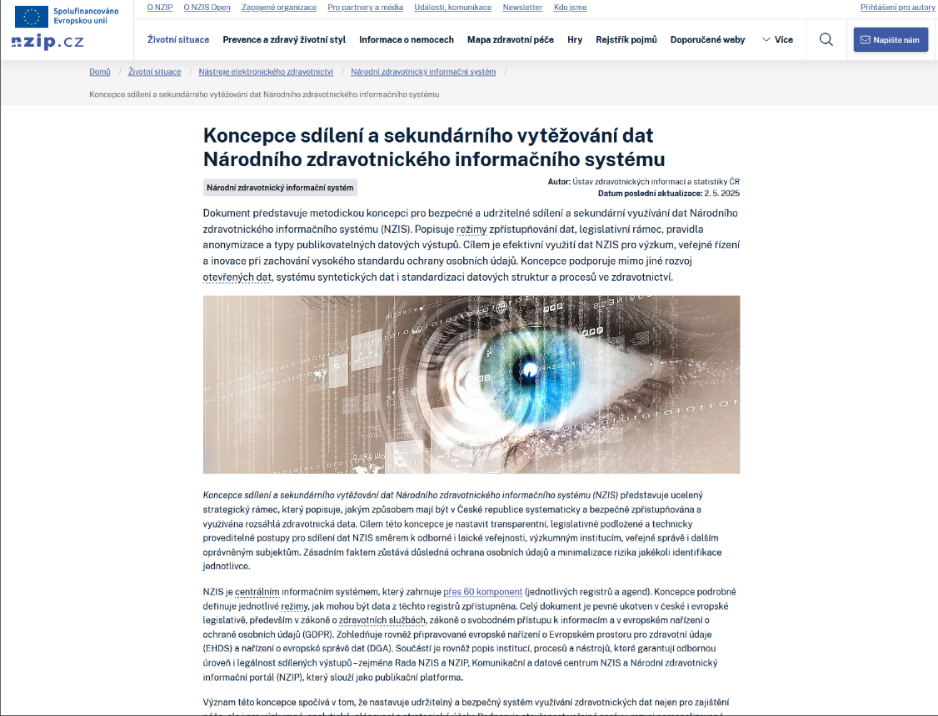 Spolufinancováno
Evropskou unií
nzip.cz
O NZIP O NZIS Open Zapojené organizace Pro partnery a média Události, komunikace Newsletter Kdo jsme Přihlášení pro autory
Životní situace Prevence a zdravý životní styl Informace o nemocech Mapa zdravotní péče Hry Rejstřík pojmů Doporučené weby Více Napište nám
Domů / Životní situace / Nástroje elektronického zdravotnictví / Národní zdravotnický informační systém /
Koncepce sdílení a sekundárního vytěžování dat Národního zdravotnického informačního systému
Koncepce sdílení a sekundárního vytěžování dat
Národního zdravotnického informačního systému
Národní zdravotnický informační systém
Autor: Ústav zdravotnických informací a statistiky ČR
Datum poslední aktualizace: 2. 5. 2025
Dokument představuje metodickou koncepci pro bezpečné a udržitelné sdílení a sekundární využívání dat Národního
zdravotnického informačního systému (NZIS). Popisuje režimy zpřístupňování dat, legislativní rámec, pravidla
anonymizace a typy publikovatelných datových výstupů. Cílem je efektivní využití dat NZIS pro výzkum, veřejné řízení
a inovace při zachování vysokého standardu ochrany osobních údajů. Koncepce podporuje mimo jiné rozvoj
otevřených dat, systému syntetických dat i standardizaci datových struktur a procesů ve zdravotnictví.
Koncepce sdílení a sekundárního vytěžování dat Národního zdravotnického informačního systému (NZIS) představuje ucelený
strategický rámec, který popisuje, jakým způsobem mají být v České republice systematicky a bezpečně zpřístupňována a
využívána rozsáhlá zdravotnická data. Cílem této koncepce je nastavit transparentní, legislativně podložené a technicky
proveditelné postupy pro sdílení dat NZIS směrem k odborné i laické veřejnosti, výzkumným institucím, veřejné správě i dalším
oprávněným subjektům. Zásadním faktem zůstává důsledná ochrana osobních údajů a minimalizace rizika jakékoli identifikace
jednotlivce.
NZIS je centrálním informačním systémem, který zahrnuje přes 60 komponent (jednotlivých registrů a agend). Koncepce podrobně
definuje jednotlivé režimy, jak mohou být data z těchto registrů zpřístupněna. Celý dokument je pevně ukotven v české i evropské
legislativě, především v zákoně o zdravotních službách, zákoně o svobodném přístupu k informacím a v evropském nařízení o
ochraně osobních údajů (GDPR). Zohledňuje rovněž připravované evropské nařízení o Evropském prostoru pro zdravotní údaje
(EHDS) a nařízení o evropské správě dat (DGA). Součástí je rovněž popis institucí, procesů a nástrojů, které garantují odbornou
úroveň i legálnost sdílených výstupů – zejména Rada NZIS a NZIP, Komunikační a datové centrum NZIS a Národní zdravotnický
informační portál (NZIP), který slouží jako publikační platforma.
Význam této koncepce spočívá v tom, že nastavuje udržitelný a bezpečný systém využívání zdravotnických dat nejen pro zajištění